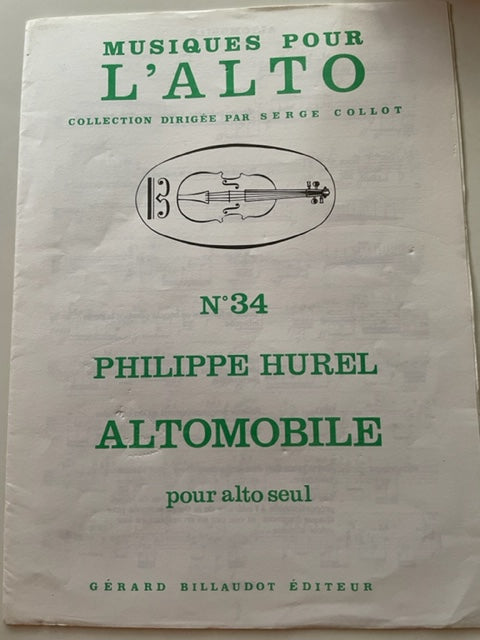 MUSIQUES POUR
L'ALTO
COLLECTION DIRIGÉE PAR SERGE COLLOT
N°34
PHILIPPE HUREL
ALTOMOBILE
pour alto seul
GÉRARD BILLAUDOT ÉDITEUR